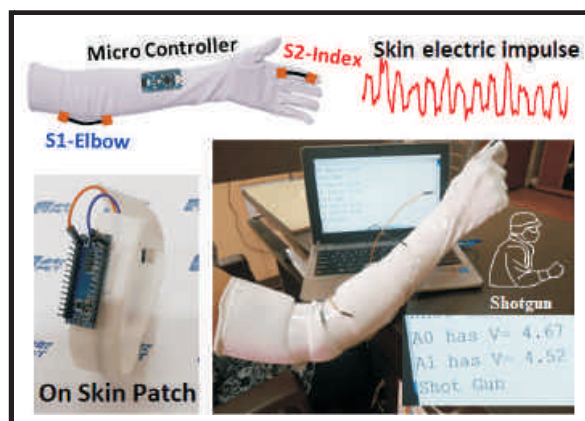 Micro Controller
S2-Index
Skin electric impulse
S1-Elbow
On Skin Patch
Shotgun
A0 has V= 4.67
A1 has V= 4.52
Shot Gun